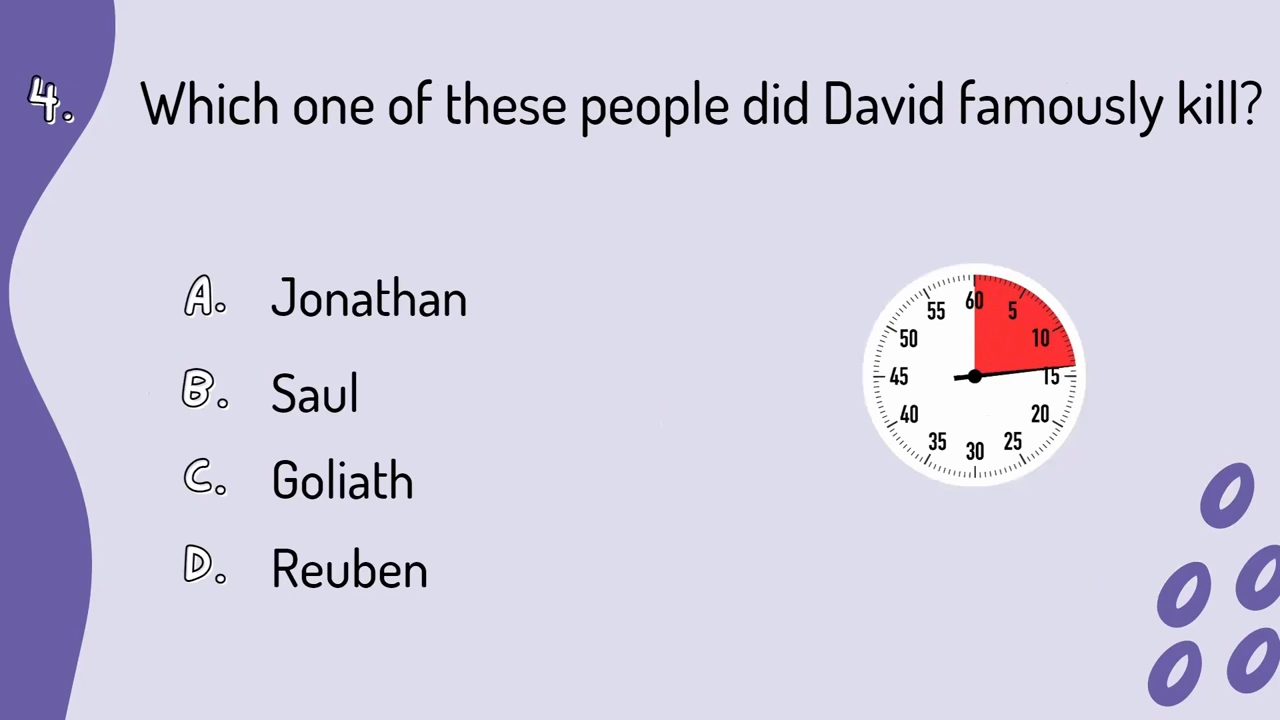 4. Which one of these people did David famously kill?
A. Jonathan
B. Saul
C. Goliath
D. Reuben
60
55 5
50 10
45 15
40 20
35 25
30